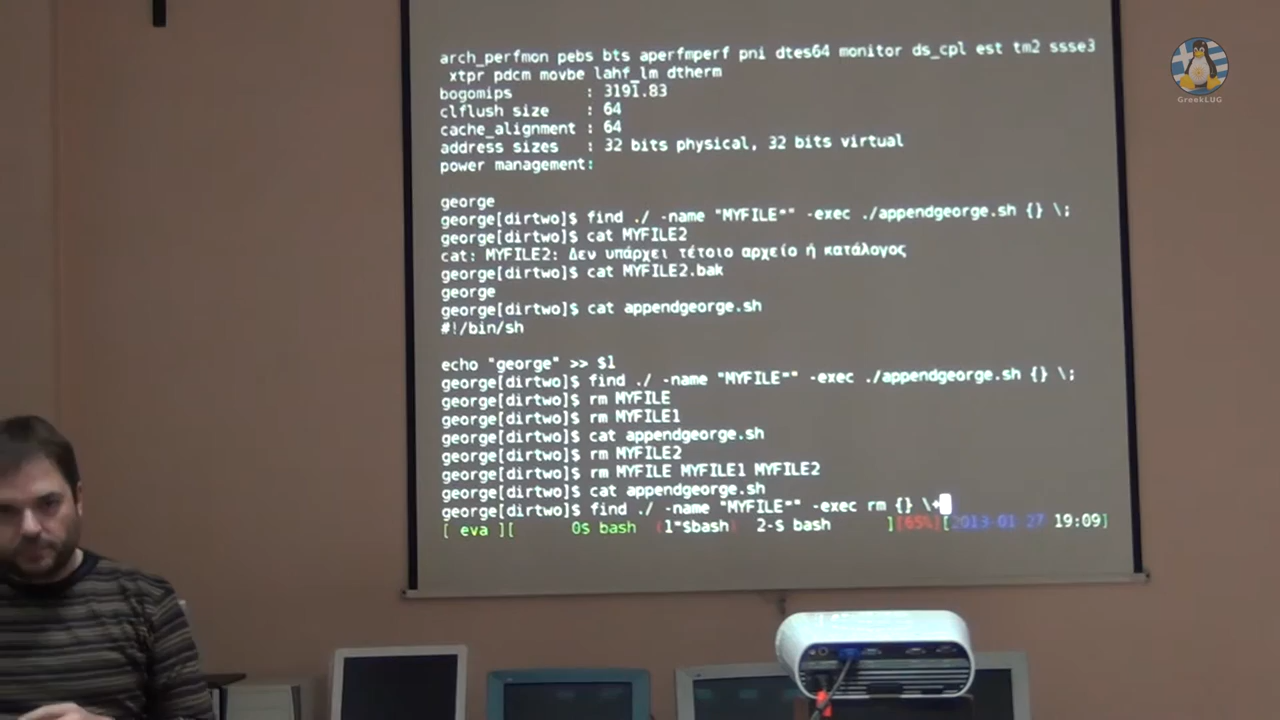 arch_perfmon pebs bts aperfmperf pni dtes64 monitor ds_cpl est tm2 ssse3
xtpr pdcm movbe lahf_lm dtherm
bogomips : 3191.83
clflush size : 64
cache_alignment : 64
address sizes : 32 bits physical, 32 bits virtual
power management:
george
george[dirtwo]$ find ./ -name "MYFILE*" -exec ./appendgeorge.sh {} \;
george[dirtwo]$ cat MYFILE2
cat: MYFILE2: Δεν υπάρχει τέτοιο αρχείο ή κατάλογος
george[dirtwo]$ cat MYFILE2.bak
george
george[dirtwo]$ cat appendgeorge.sh
#!/bin/sh
echo "george" >> $1
george[dirtwo]$ find ./ -name "MYFILE*" -exec ./appendgeorge.sh {} \;
george[dirtwo]$ rm MYFILE
george[dirtwo]$ rm MYFILE1
george[dirtwo]$ cat appendgeorge.sh
george[dirtwo]$ rm MYFILE2
george[dirtwo]$ rm MYFILE MYFILE1 MYFILE2
george[dirtwo]$ cat appendgeorge.sh
george[dirtwo]$ find ./ -name "MYFILE*" -exec rm {} \+
[ eva ][ 0$ bash (1*$bash) 2-$ bash ][65%][2013-01 27 19:09]
GreekLUG